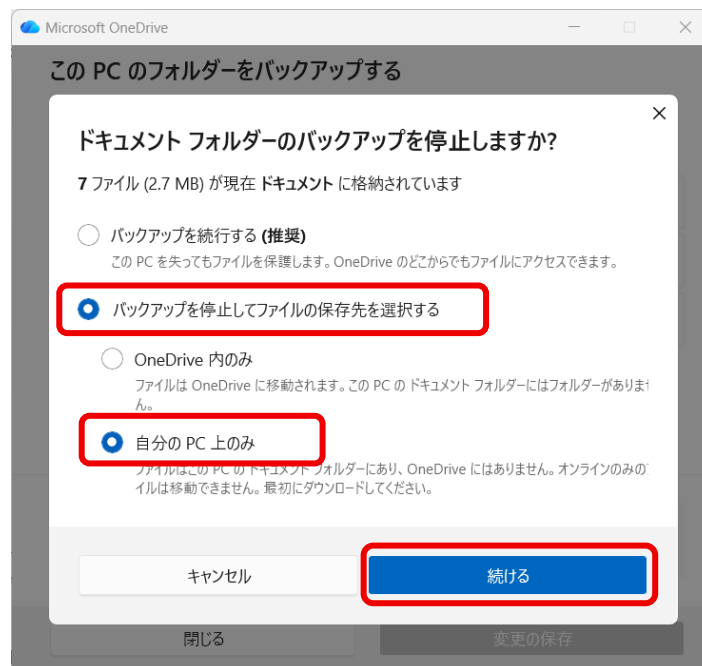 Microsoft OneDrive
この PC のフォルダーをバックアップする
ドキュメント フォルダーのバックアップを停止しますか?
7 ファイル (2.7 MB) が現在 ドキュメント に格納されています
バックアップを続行する (推奨)
この PC を失ってもファイルを保護します。OneDrive のどこからでもファイルにアクセスできます。
バックアップを停止してファイルの保存先を選択する
OneDrive 内のみ
ファイルは OneDrive に移動されます。この PC の ドキュメント フォルダーにはフォルダーがありませ
ん。
自分の PC 上のみ
ファイルはこの PC の ドキュメント フォルダーにあり、OneDrive にはありません。オンラインのみの
イルは移動できません。最初にダウンロードしてください。
キャンセル
続ける
閉じる
変更の保存